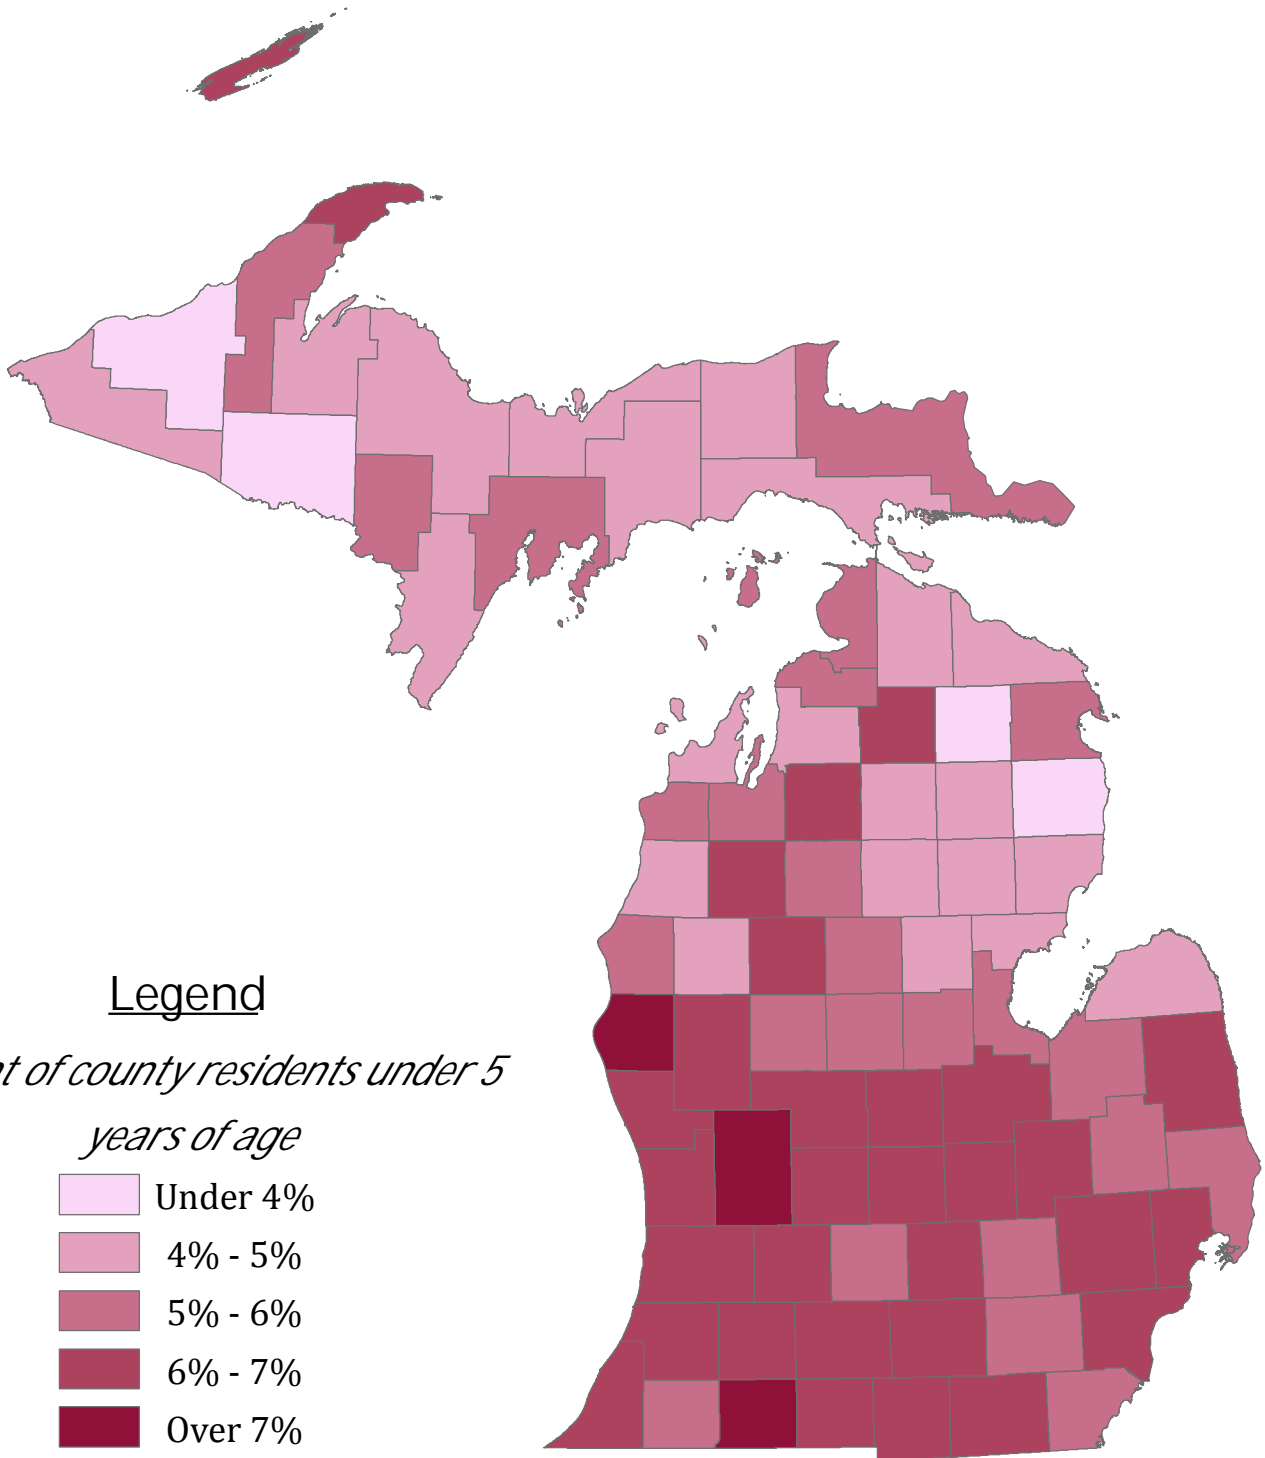 Legend
of county residents under 5
years of age
Under 4%
4% - 5%
5% - 6%
6% - 7%
Over 7%